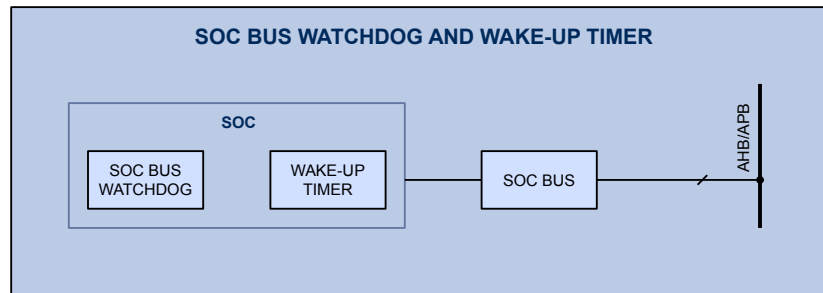 SOC BUS WATCHDOG AND WAKE-UP TIMER
SOC
SOC BUS
WATCHDOG
WAKE-UP
TIMER
SOC BUS
AHB/APB